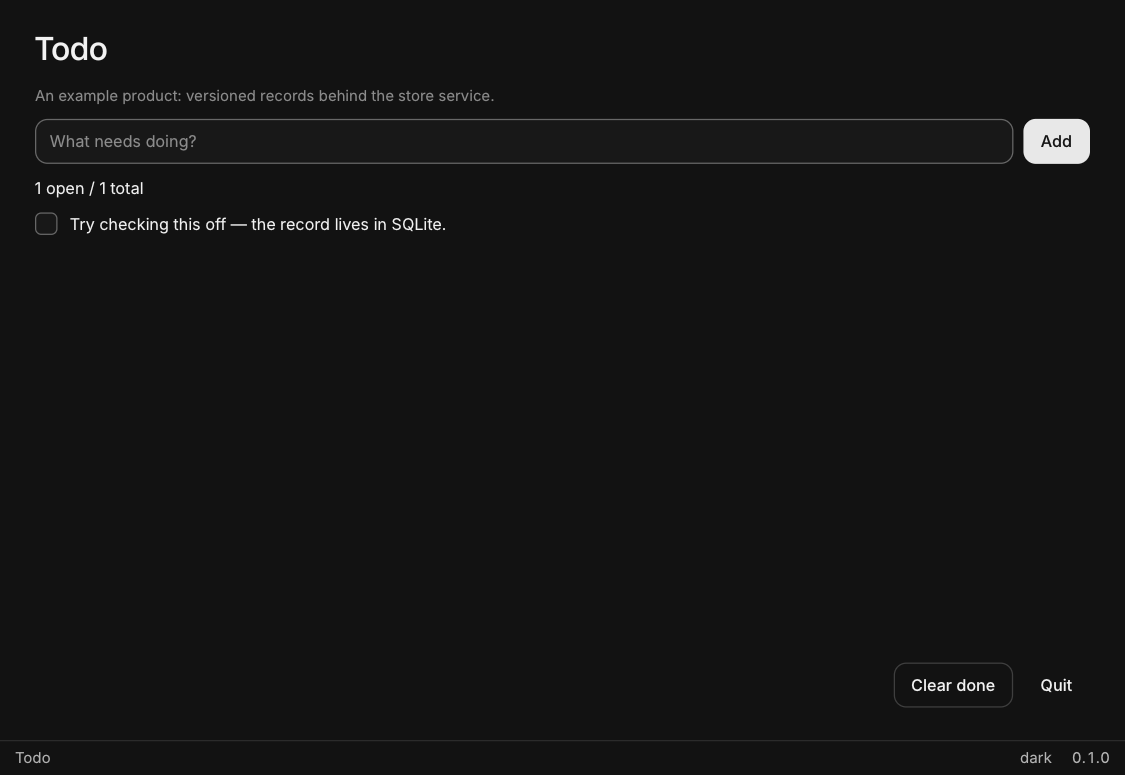 Todo
An example product: versioned records behind the store service.
What needs doing?
Add
1 open / 1 total
Try checking this off — the record lives in SQLite.
Clear done
Quit
Todo
dark
0.1.0